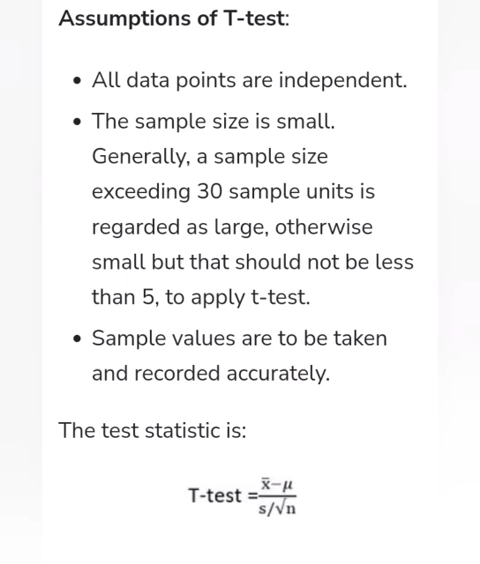 Assumptions of T-test:
• All data points are independent.
• The sample size is small.
Generally, a sample size
exceeding 30 sample units is
regarded as large, otherwise
small but that should not be less
than 5, to apply t-test.
• Sample values are to be taken
and recorded accurately.
The test statistic is:
T-test = x̄−μ
s/√n